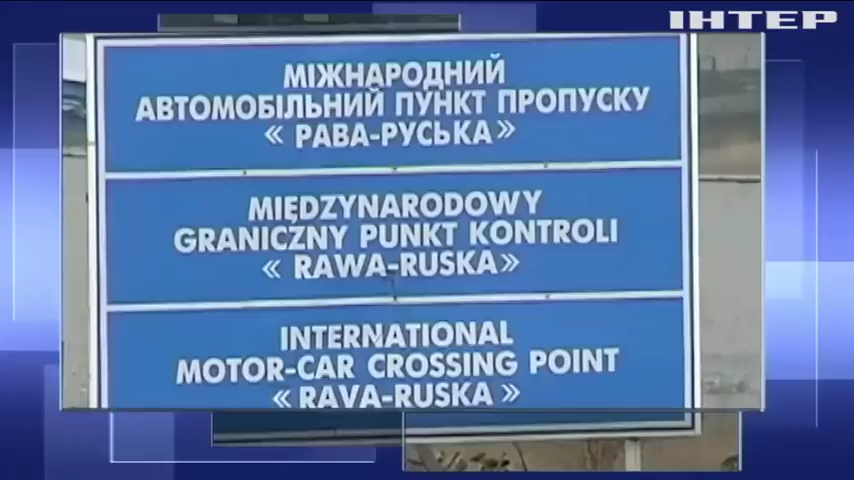 ІНТЕР
МІЖНАРОДНИЙ
АВТОМОБІЛЬНИЙ ПУНКТ ПРОПУСКУ
« РАВА-РУСЬКА»
MIĘDZYNARODOWY
GRANICZNY PUNKT KONTROLI
« RAWA-RUSKA»
INTERNATIONAL
MOTOR-CAR CROSSING POINT
« RAVA-RUSKA »